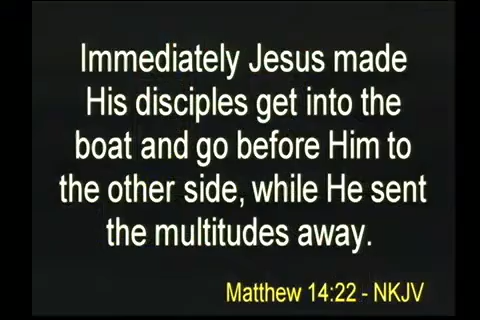 Immediately Jesus made
His disciples get into the
boat and go before Him to
the other side, while He sent
the multitudes away.
Matthew 14:22 - NKJV